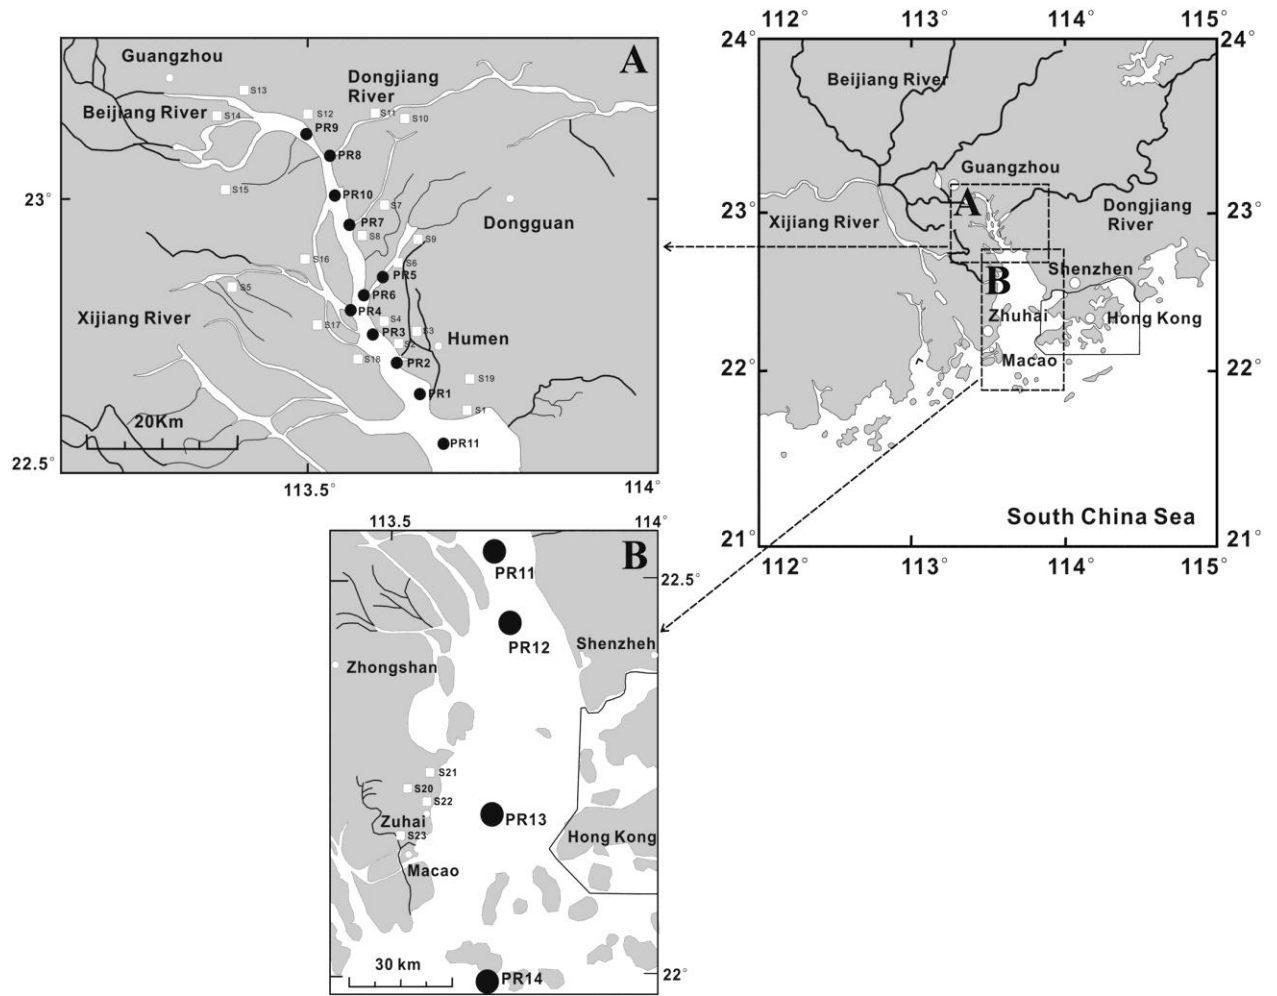 A
Guangzhou
Dongjiang
River
Beijiang River
S13
S14
S12
S11
S10
PR9
PR8
S15
PR10
S7
PR7
S8
Dongguan
S9
S16
S6
S5
PR5
PR6
PR4
S4
Xijiang River
S17
PR3
S3
S2
Humen
S18
PR2
S19
PR1
S1
20Km
PR11
23°
22.5°
113.5
114°
112° 113° 114° 115°
24° 24°
Beijiang River
Guangzhou
A
23° 23°
Xijiang River
Dongjiang
River
B
Shenzhen
Zhuhai
Hong Kong
Macao
22° 22°
South China Sea
21° 21°
112° 113° 114° 115°
113.5 114°
B
PR11
22.5°
PR12
Shenzheh
Zhongshan
S21
S20
S22
PR13
Zuhai
S23
Hong Kong
Macao
30 km
PR14
22°